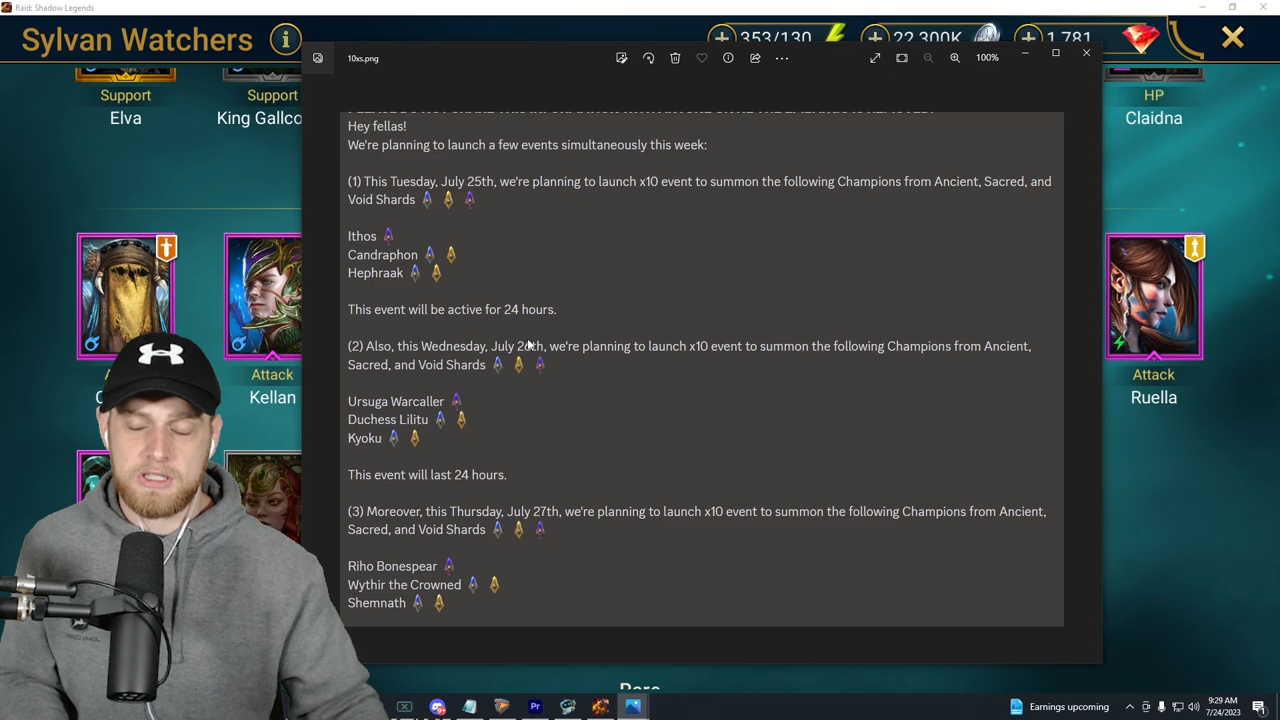 Raid: Shadow Legends
Sylvan Watchers
353/130
22,300K
1,781
10xs.png
100%
Support
Support
HP
Elva
King Gallco
Claidna
Hey fellas!
We're planning to launch a few events simultaneously this week:
(1) This Tuesday, July 25th, we're planning to launch x10 event to summon the following Champions from Ancient, Sacred, and
Void Shards
Ithos
Candraphon
Hephraak
This event will be active for 24 hours.
(2) Also, this Wednesday, July 26th, we're planning to launch x10 event to summon the following Champions from Ancient,
Sacred, and Void Shards
Attack
Attack
Kellan
Ruella
Ursuga Warcaller
Duchess Lilitu
Kyoku
This event will last 24 hours.
(3) Moreover, this Thursday, July 27th, we're planning to launch x10 event to summon the following Champions from Ancient,
Sacred, and Void Shards
Riho Bonespear
Wythir the Crowned
Shemnath
Earnings upcoming
9:29 AM
7/24/2023